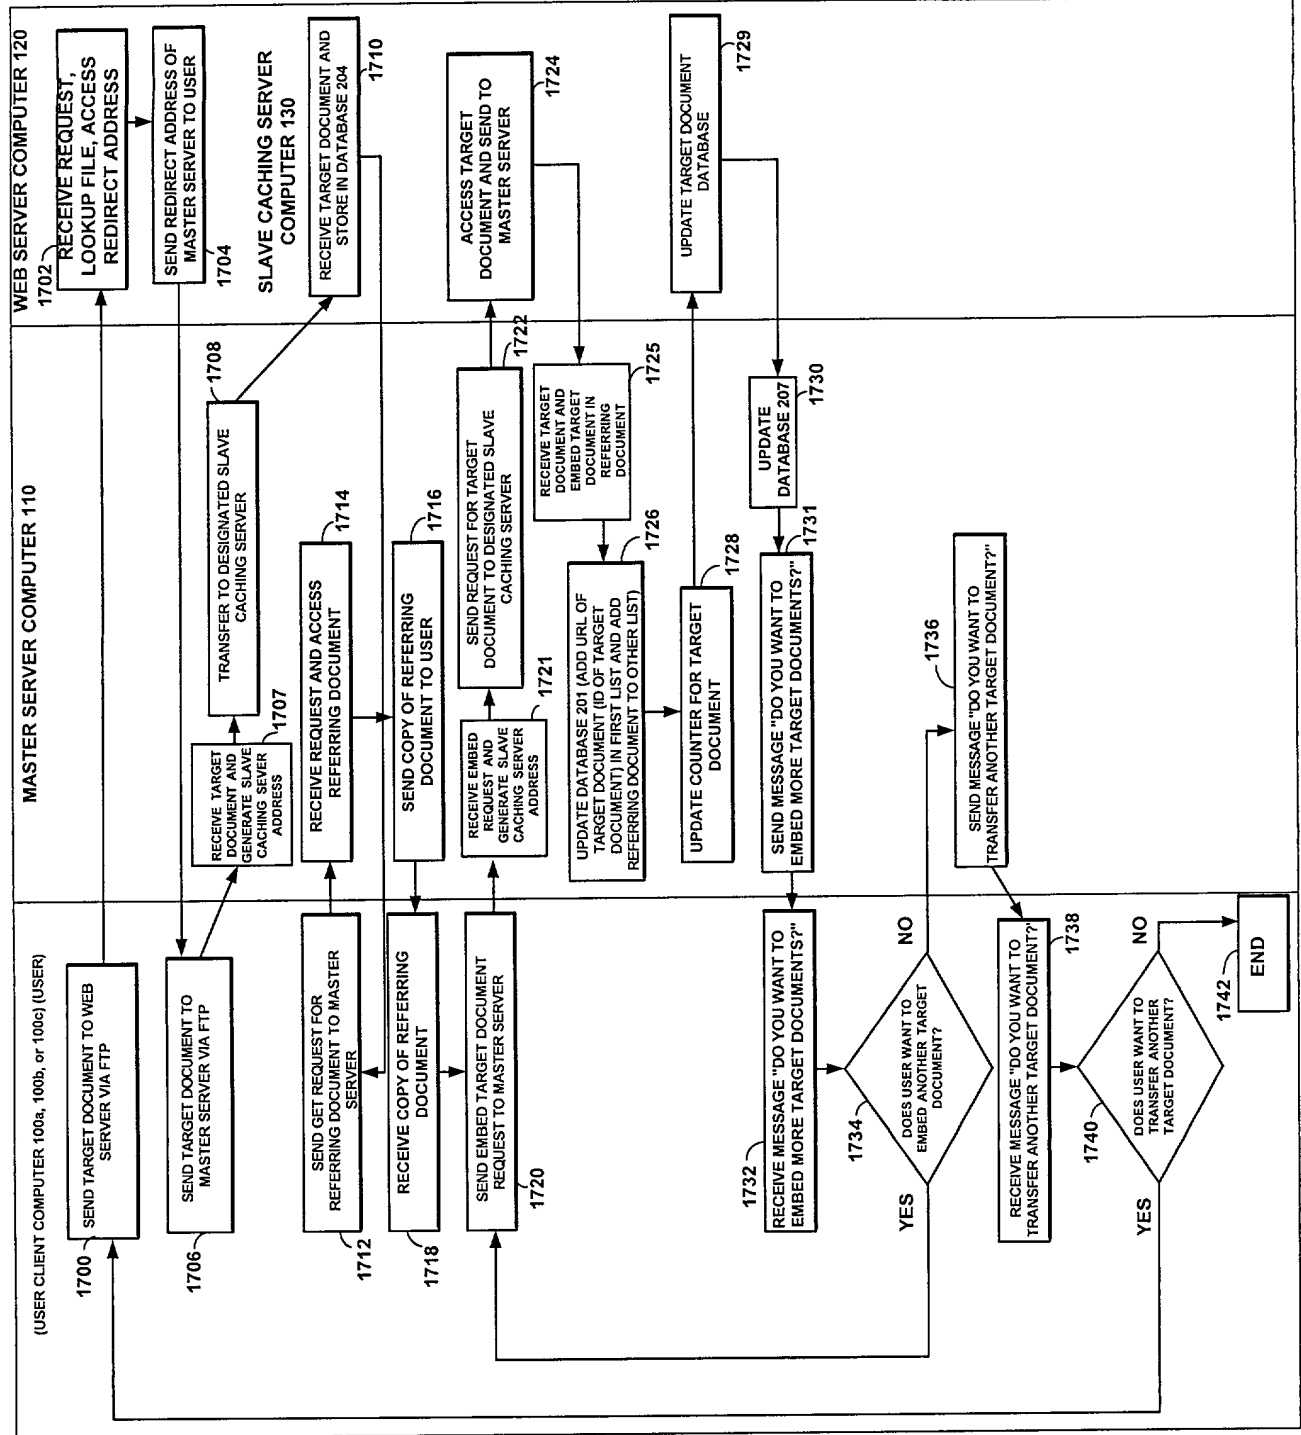 (USER CLIENT COMPUTER 100a, 100b, or 100c) (USER)
MASTER SERVER COMPUTER 110
WEB SERVER COMPUTER 120
1700
SEND TARGET DOCUMENT TO WEB
SERVER VIA FTP
1702
RECEIVE REQUEST,
LOOKUP FILE, ACCESS
REDIRECT ADDRESS
SEND REDIRECT ADDRESS OF
MASTER SERVER TO USER
1704
1706
SEND TARGET DOCUMENT TO
MASTER SERVER VIA FTP
RECEIVE TARGET
DOCUMENT AND
GENERATE SLAVE
CACHING SEVER
ADDRESS
1707
TRANSFER TO DESIGNATED SLAVE
CACHING SERVER
1708
SLAVE CACHING SERVER
COMPUTER 130
RECEIVE TARGET DOCUMENT AND
STORE IN DATABASE 204
1710
SEND GET REQUEST FOR
REFERRING DOCUMENT TO MASTER
SERVER
1712
RECEIVE REQUEST AND ACCESS
REFERRING DOCUMENT
1714
SEND COPY OF REFERRING
DOCUMENT TO USER
1716
RECEIVE COPY OF REFERRING
DOCUMENT
1718
SEND EMBED TARGET DOCUMENT
REQUEST TO MASTER SERVER
1720
RECEIVE EMBED
REQUEST AND
GENERATE SLAVE
CACHING SERVER
ADDRESS
1721
SEND REQUEST FOR TARGET
DOCUMENT TO DESIGNATED SLAVE
CACHING SERVER
1722
ACCESS TARGET
DOCUMENT AND SEND TO
MASTER SERVER
1724
RECEIVE TARGET
DOCUMENT AND
EMBED TARGET
DOCUMENT IN
REFERRING
DOCUMENT
1725
UPDATE DATABASE 201 (ADD URL OF
TARGET DOCUMENT (ID OF TARGET
DOCUMENT) IN FIRST LIST AND ADD
REFERRING DOCUMENT TO OTHER LIST)
1726
UPDATE COUNTER FOR TARGET
DOCUMENT
1728
UPDATE TARGET DOCUMENT
DATABASE
1729
UPDATE
DATABASE 207
1730
SEND MESSAGE "DO YOU WANT TO
EMBED MORE TARGET DOCUMENTS?"
1731
1732
RECEIVE MESSAGE "DO YOU WANT TO
EMBED MORE TARGET DOCUMENTS?"
1734
DOES USER WANT TO
EMBED ANOTHER TARGET
DOCUMENT?
YES
NO
1736
SEND MESSAGE "DO YOU WANT TO
TRANSFER ANOTHER TARGET DOCUMENT?"
RECEIVE MESSAGE "DO YOU WANT TO
TRANSFER ANOTHER TARGET DOCUMENT?"
1738
1740
DOES USER WANT TO
TRANSFER ANOTHER
TARGET DOCUMENT?
YES
NO
1742
END